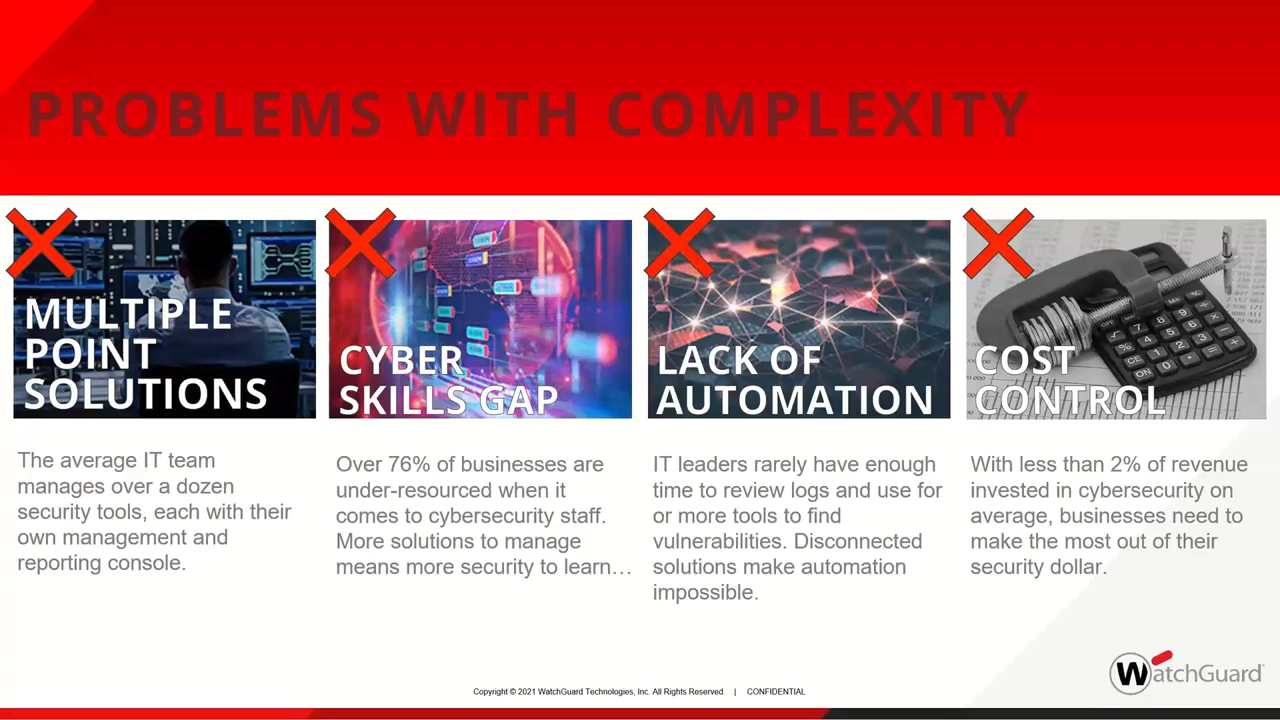 PROBLEMS WITH COMPLEXITY
MULTIPLE
POINT
SOLUTIONS
The average IT team
manages over a dozen
security tools, each with their
own management and
reporting console.
CYBER
SKILLS GAP
Over 76% of businesses are
under-resourced when it
comes to cybersecurity staff.
More solutions to manage
means more security to learn…
LACK OF
AUTOMATION
IT leaders rarely have enough
time to review logs and use for
or more tools to find
vulnerabilities. Disconnected
solutions make automation
impossible.
COST
CONTROL
With less than 2% of revenue
invested in cybersecurity on
average, businesses need to
make the most out of their
security dollar.
WatchGuard
Copyright © 2021 WatchGuard Technologies, Inc. All Rights Reserved. | CONFIDENTIAL